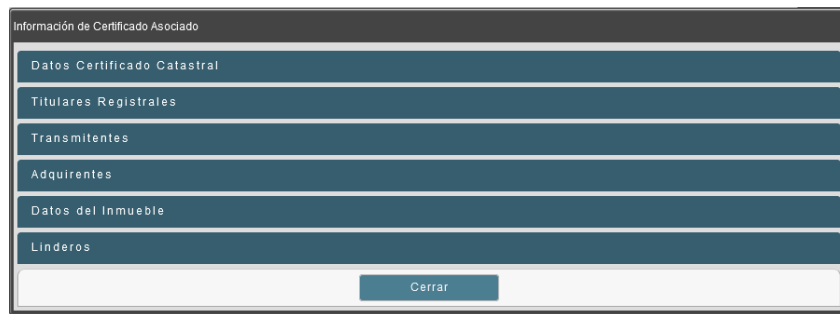 Información de Certificado Asociado
Datos Certificado Catastral
Titulares Registrales
Transmitentes
Adquirentes
Datos del Inmueble
Linderos
Cerrar